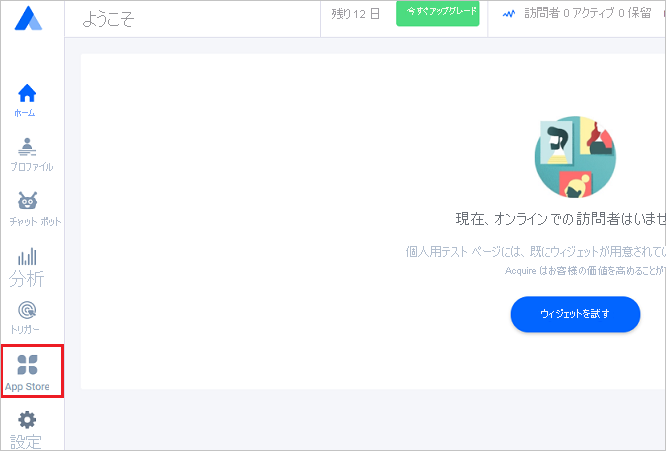 ようこそ
残り12 日
今すぐアップグレード
訪問者 0 アクティブ 0 保留
ホーム
プロファイル
チャット ボット
分析
トリガー
App Store
設定
現在、オンラインでの訪問者はいませ
個人用テスト ページには、既にウィジェットが用意されてい
Acquire はお客様の価値を高めることが
ウィジェットを試す